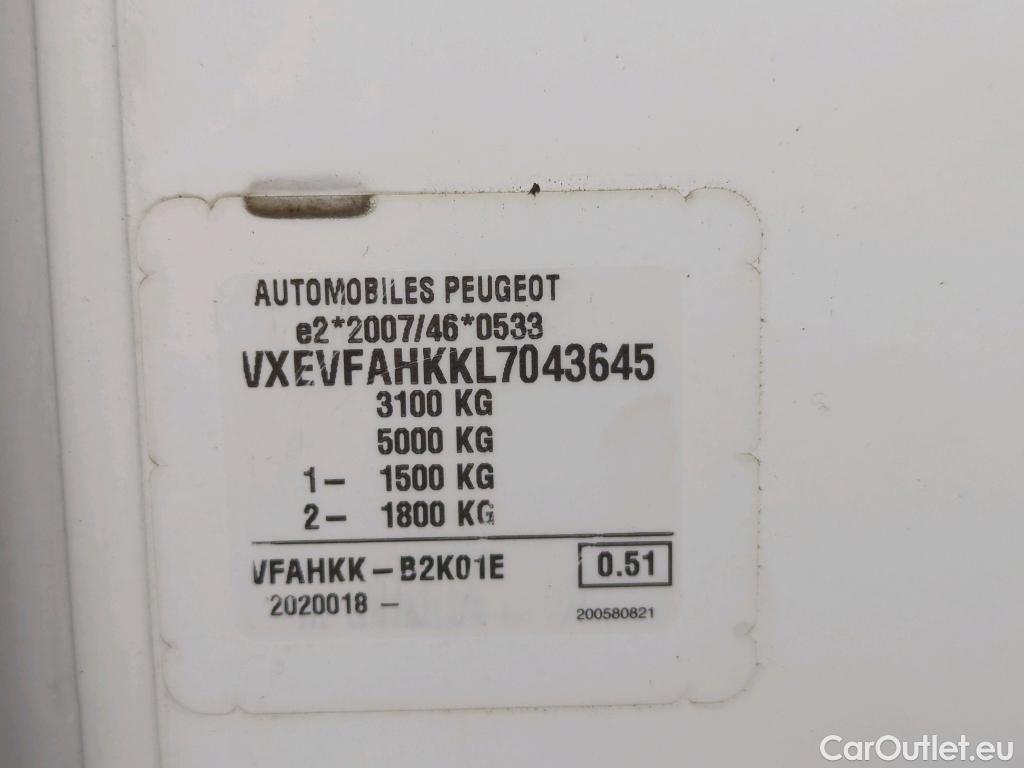 AUTOMOBILES PEUGEOT
e2*2007/46*0533
VXEVFAHKKL7043645
3100 KG
5000 KG
1- 1500 KG
2- 1800 KG
VFAHKK-B2K01E 0.51
2020018 - 200580821
CarOutlet.eu